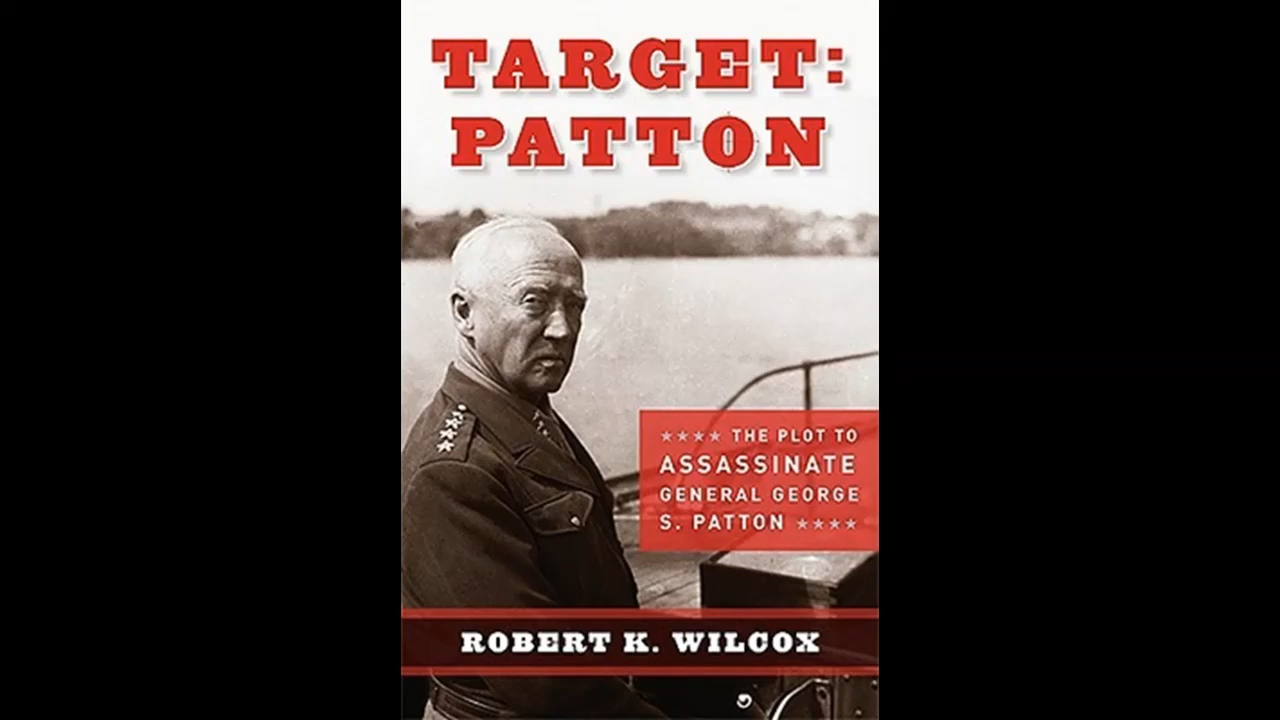 TARGET:
PATTON
★★★★ THE PLOT TO
ASSASSINATE
GENERAL GEORGE
S. PATTON ★★★★
ROBERT K. WILCOX